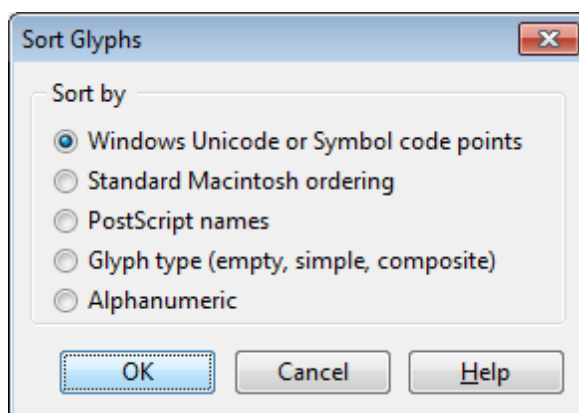 Sort Glyphs
Sort by
Windows Unicode or Symbol code points
Standard Macintosh ordering
PostScript names
Glyph type (empty, simple, composite)
Alphanumeric
OK Cancel Help